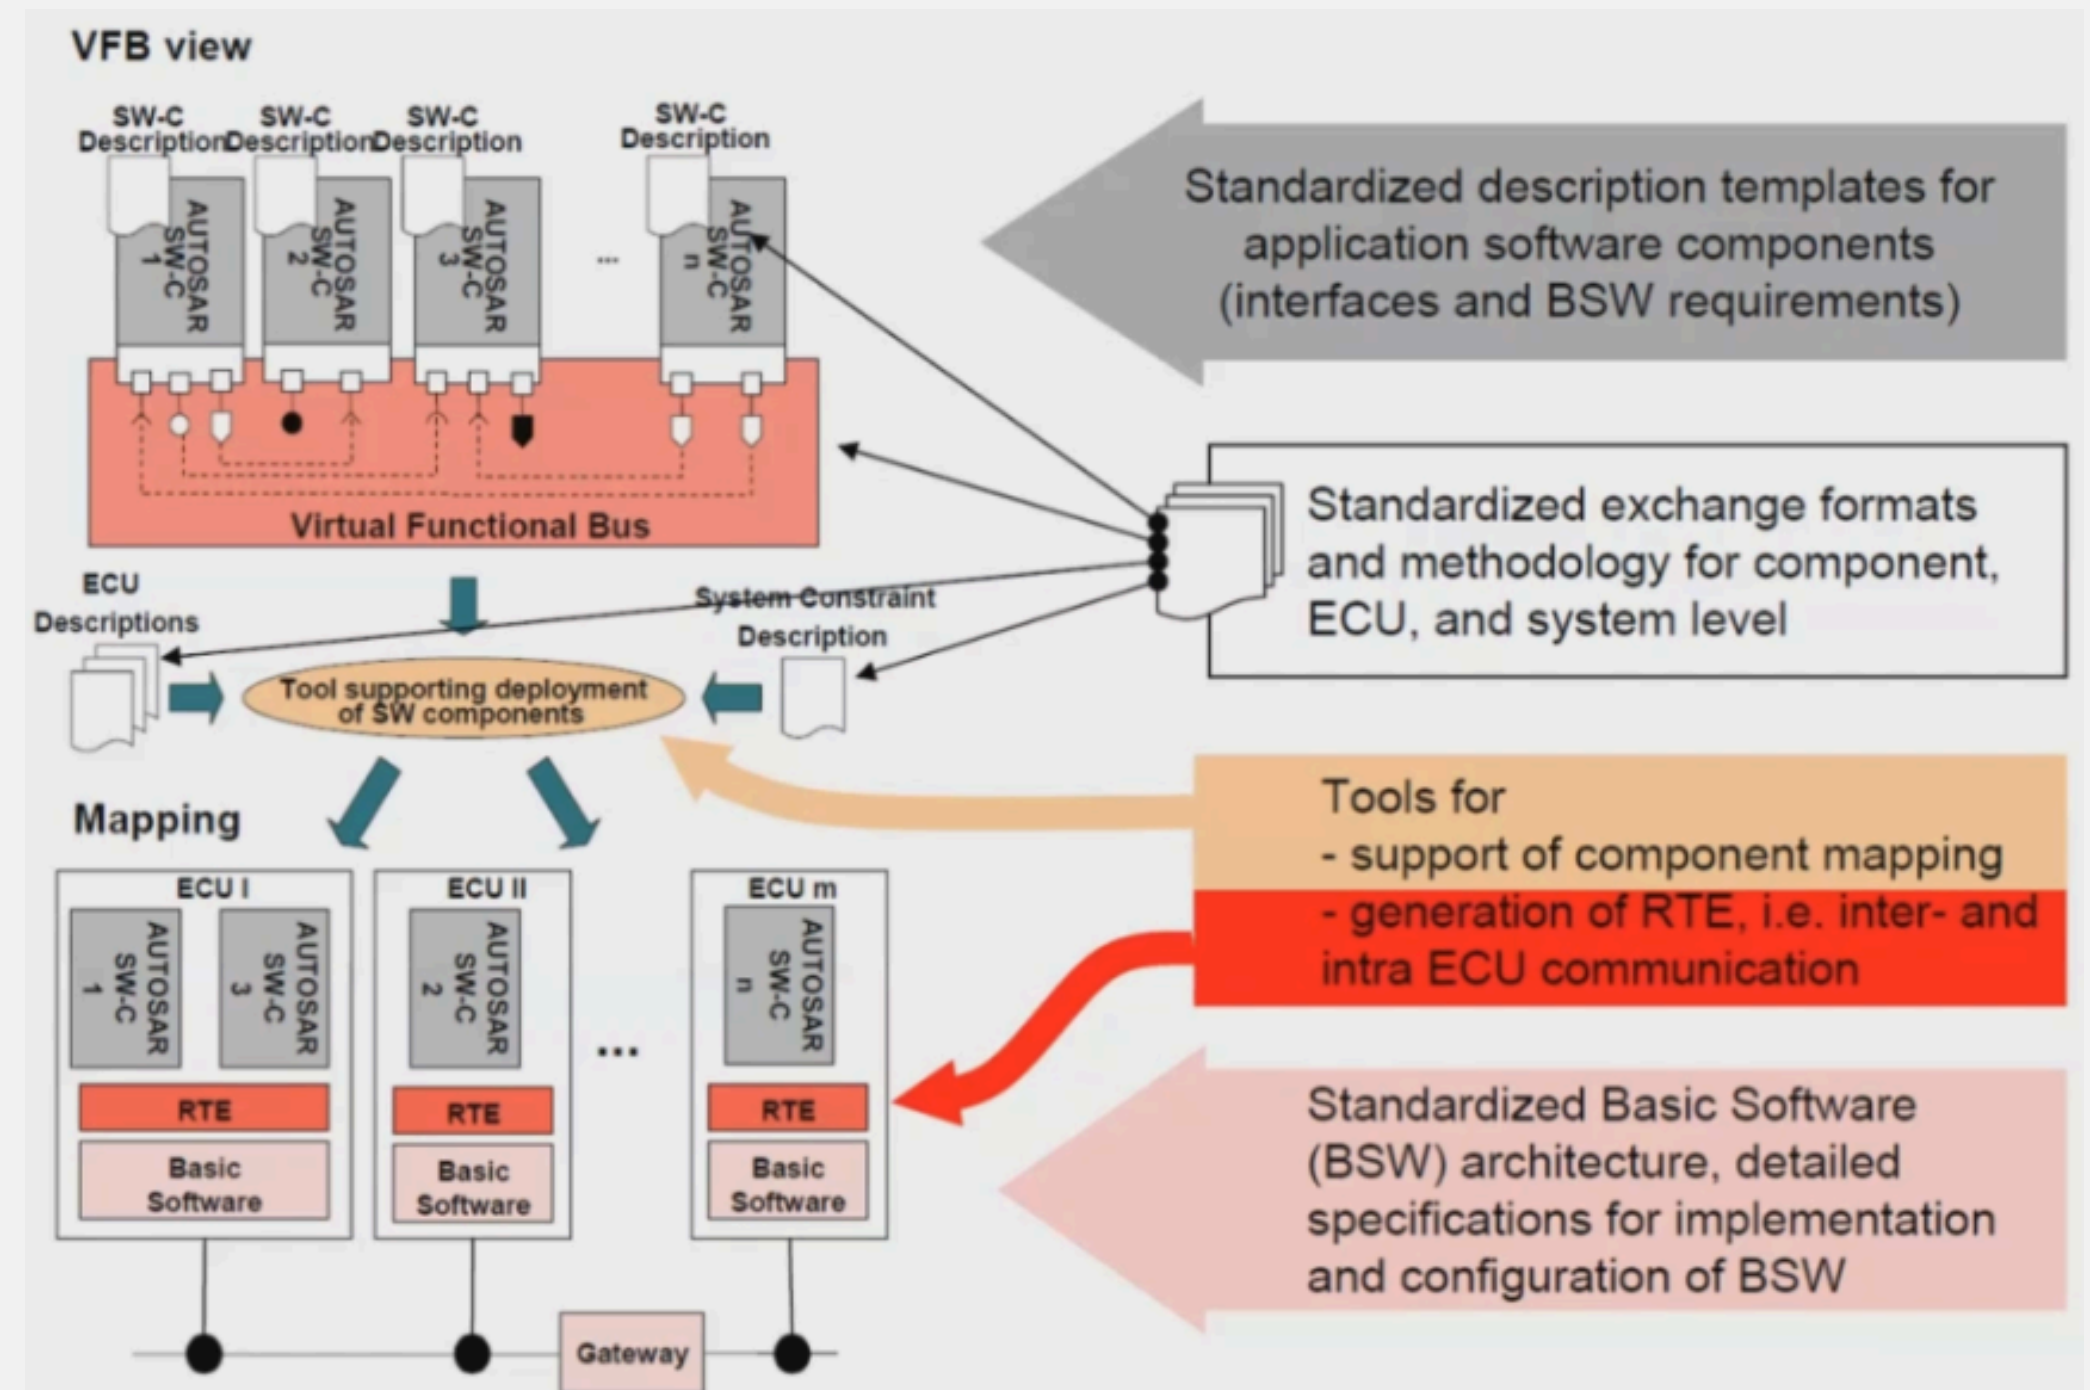 VFB view
SW-C
Description
SW-C
Description
SW-C
Description
SW-C
Description
AUTOSAR
SW-C
1
AUTOSAR
SW-C
2
AUTOSAR
SW-C
3
...
AUTOSAR
SW-C
n
Virtual Functional Bus
Standardized description templates for
application software components
(interfaces and BSW requirements)
Standardized exchange formats
and methodology for component,
ECU, and system level
ECU
Descriptions
System Constraint
Description
Tool supporting deployment
of SW components
Tools for
- support of component mapping
- generation of RTE, i.e. inter- and
intra ECU communication
Mapping
ECU I
AUTOSAR
SW-C
1
AUTOSAR
SW-C
3
RTE
Basic
Software
ECU II
AUTOSAR
SW-C
2
RTE
Basic
Software
...
ECU m
AUTOSAR
SW-C
n
RTE
Basic
Software
Standardized Basic Software
(BSW) architecture, detailed
specifications for implementation
and configuration of BSW
Gateway